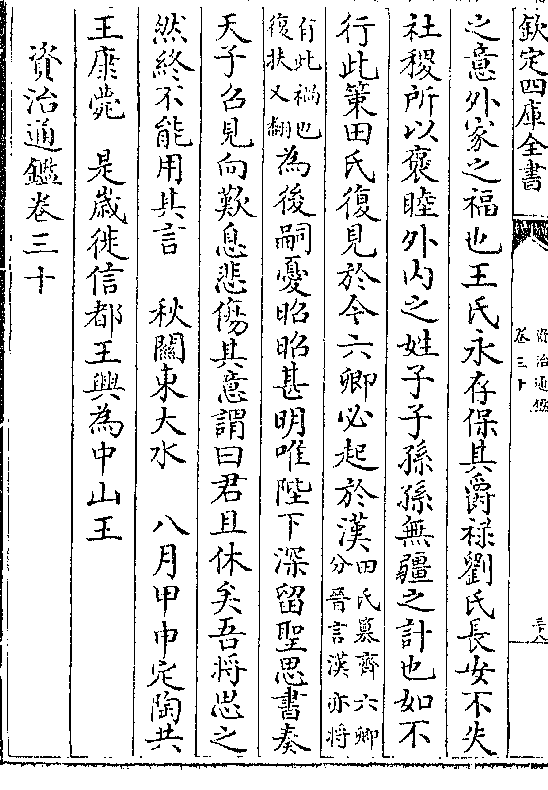 欽定四庫全書
資治通鑑
卷三十
之意外家之福也王氏永存保其爵祿劉氏長安不失
社稷所以褒睦外内之姓子子孫孫無疆之計也如不
行此策田氏復見於今六卿必起於漢田氏簒齊六卿
分晉言漢亦將
有此禍也
復扶又翻為後嗣憂昭昭甚明唯陛下深留聖思書奏
天子召見向歎息悲傷其意謂曰君且休矣吾將思之
然終不能用其言　秋關東大水　八月甲申定陶共
王康薨　是歲徙信都王興為中山王
資治通鑑卷三十